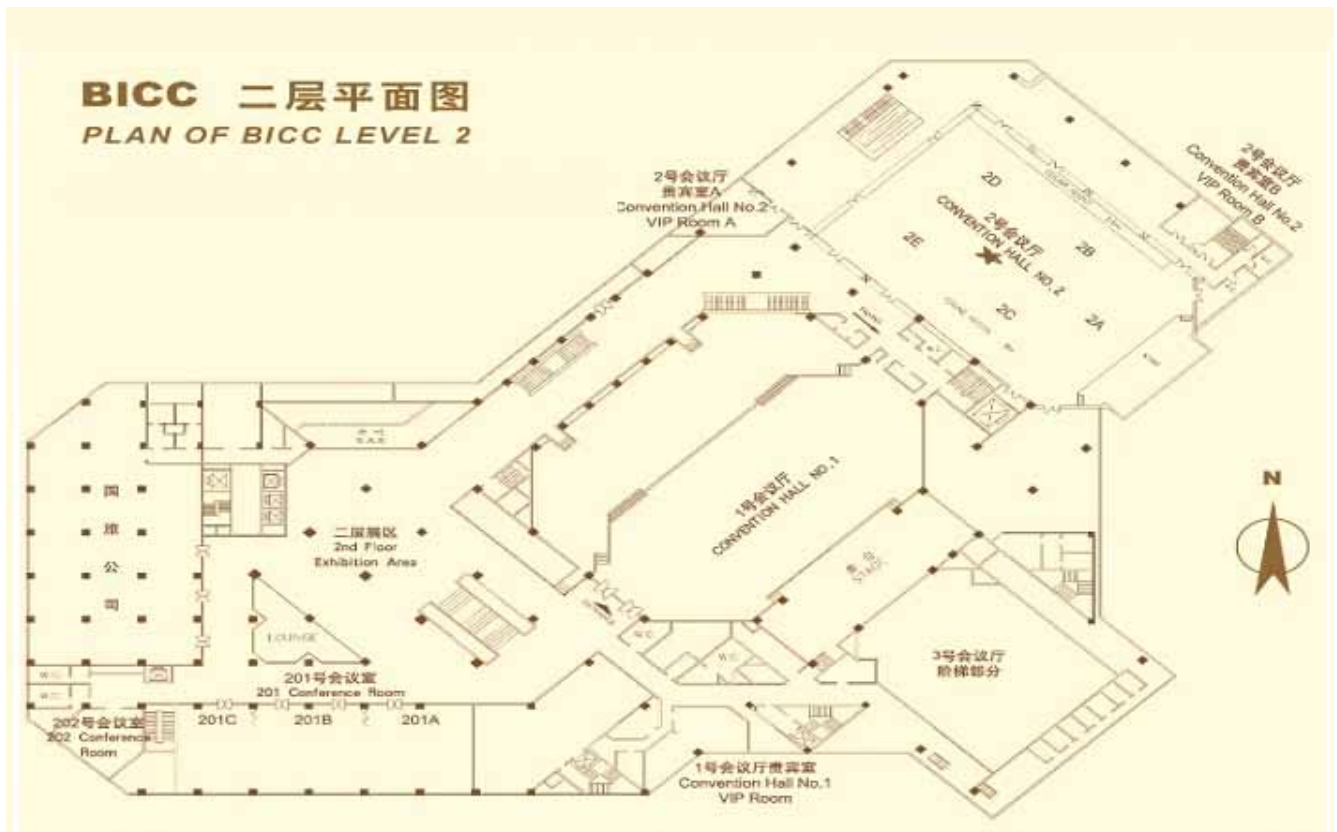 BICC 二层平面图
PLAN OF BICC LEVEL 2
2号会议厅
贵宾室A
Convention Hall No.2
VIP Room A
2号会议厅
贵宾室B
Convention Hall No.2
VIP Room B
2D
2号会议厅
CONVENTION HALL NO.2
2E
2B
2C
2A
1号会议厅
CONVENTION HALL NO.1
舞台
STAGE
N
国旅公司
二层展区
2nd Floor
Exhibition Area
LOUNGE
WC
WC
3号会议厅
阶梯部分
WC
WC
201号会议室
201 Conference Room
201C
201B
201A
202号会议室
202 Conference
Room
1号会议厅贵宾室
Convention Hall No.1
VIP Room